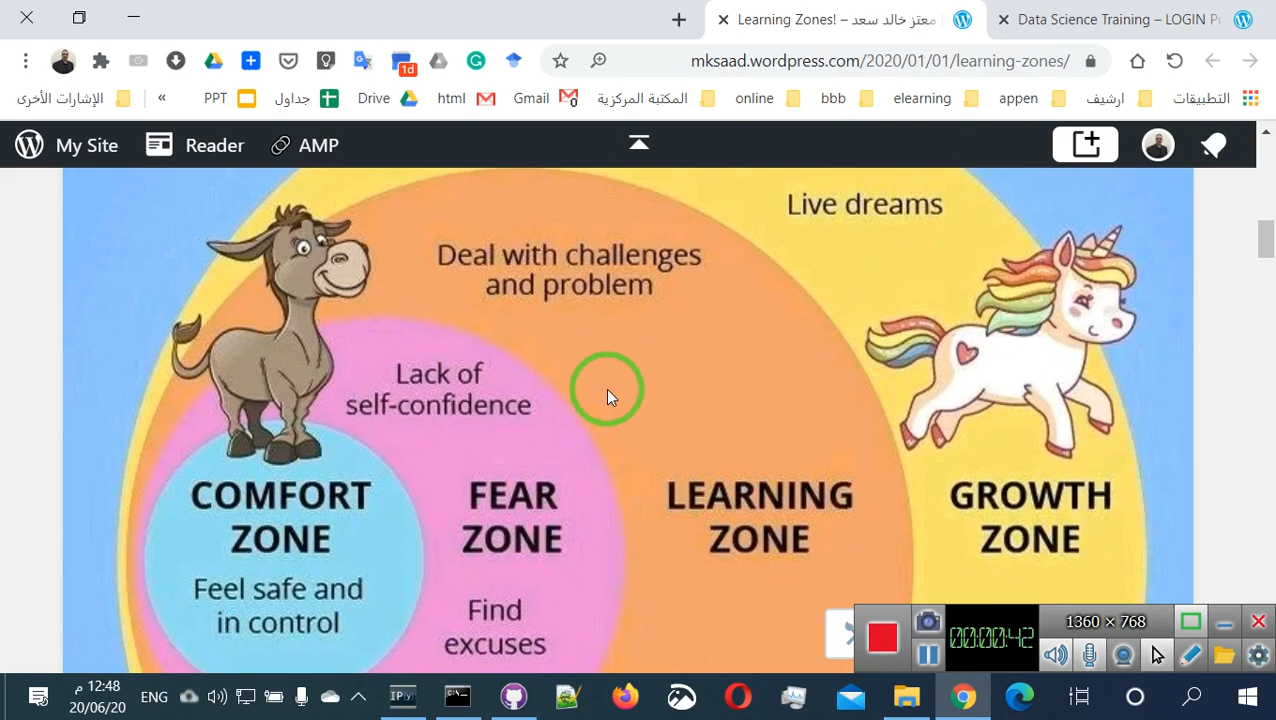 Learning Zones! – معتز خالد سعد
Data Science Training – LOGIN Pr
mksaad.wordpress.com/2020/01/01/learning-zones/
1d
الإشارات الأخرى
«
PPT
جداول
Drive
html
Gmail
0
المكتبة المركزية
online
bbb
elearning
appen
ارشيف
التطبيقات
My Site
Reader
AMP
Live dreams
Deal with challenges
and problem
Lack of
self-confidence
COMFORT
ZONE
FEAR
ZONE
LEARNING
ZONE
GROWTH
ZONE
Feel safe and
in control
Find
excuses
00:00:42
1360 × 768
12:48 م
20/06/20
ENG
IPy